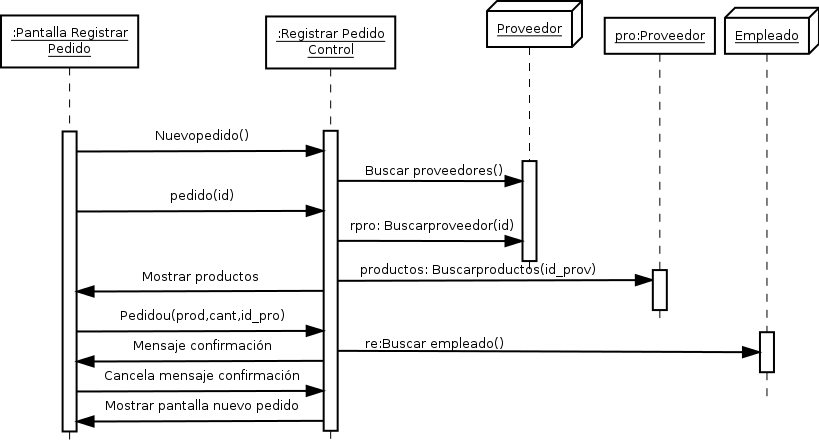 :Pantalla Registrar
Pedido
:Registrar Pedido
Control
Proveedor
pro:Proveedor
Empleado
Nuevopedido()
Buscar proveedores()
pedido(id)
rpro: Buscarproveedor(id)
productos: Buscarproductos(id_prov)
Mostrar productos
Pedidou(prod,cant,id_pro)
re:Buscar empleado()
Mensaje confirmación
Cancela mensaje confirmación
Mostrar pantalla nuevo pedido